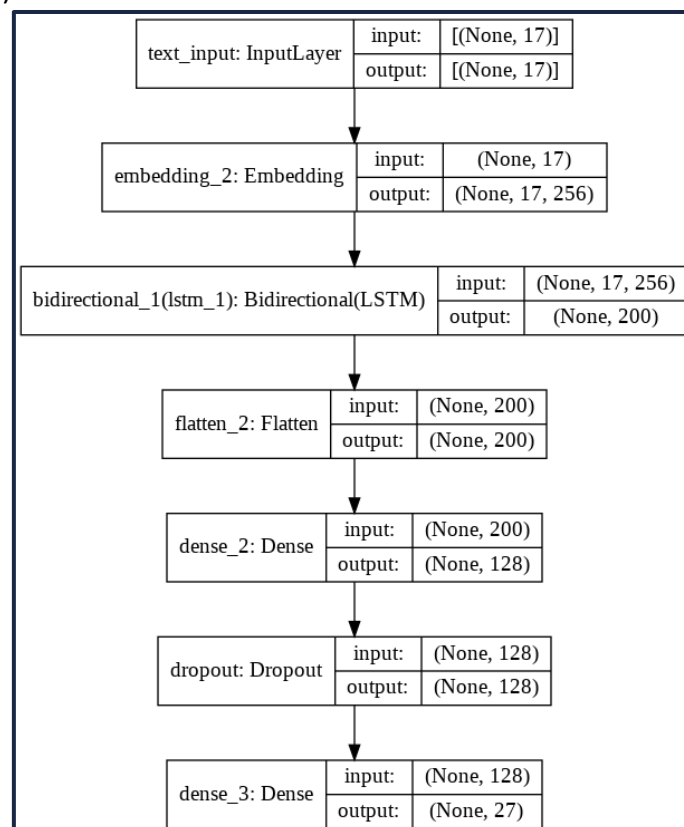 )
text_input: InputLayer
input: [(None, 17)]
output: [(None, 17)]
embedding_2: Embedding
input: (None, 17)
output: (None, 17, 256)
bidirectional_1(lstm_1): Bidirectional(LSTM)
input: (None, 17, 256)
output: (None, 200)
flatten_2: Flatten
input: (None, 200)
output: (None, 200)
dense_2: Dense
input: (None, 200)
output: (None, 128)
dropout: Dropout
input: (None, 128)
output: (None, 128)
dense_3: Dense
input: (None, 128)
output: (None, 27)